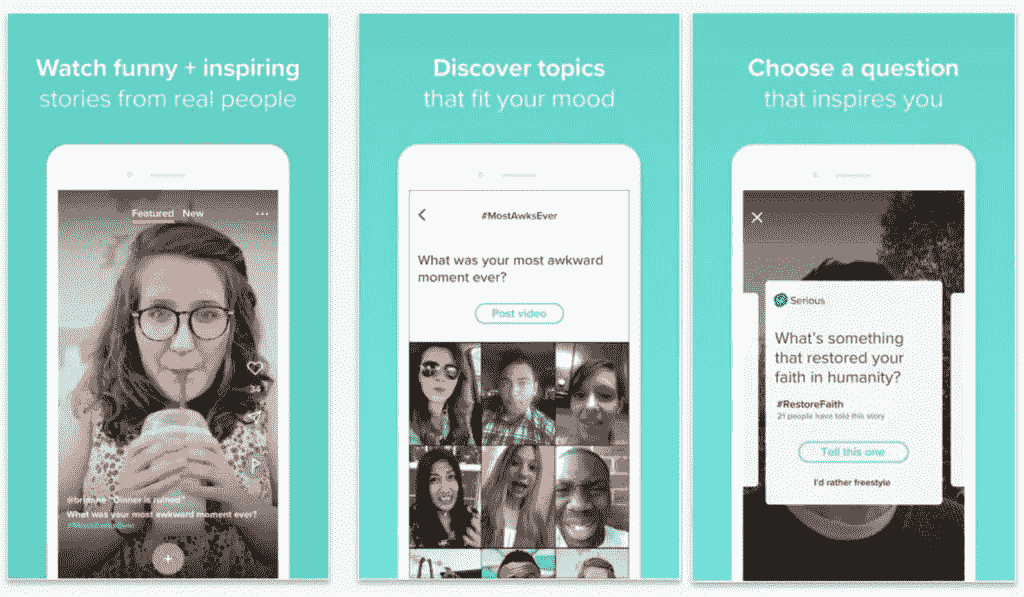 Watch funny + inspiring
stories from real people
Featured New
@brianne "Dinner is ruined"
What was your most awkward moment ever?
Discover topics
that fit your mood
#MostAwksEver
What was your most awkward
moment ever?
Post video
Choose a question
that inspires you
Serious
What's something
that restored your
faith in humanity?
#RestoreFaith
21 people have told this story
Tell this one
I'd rather freestyle